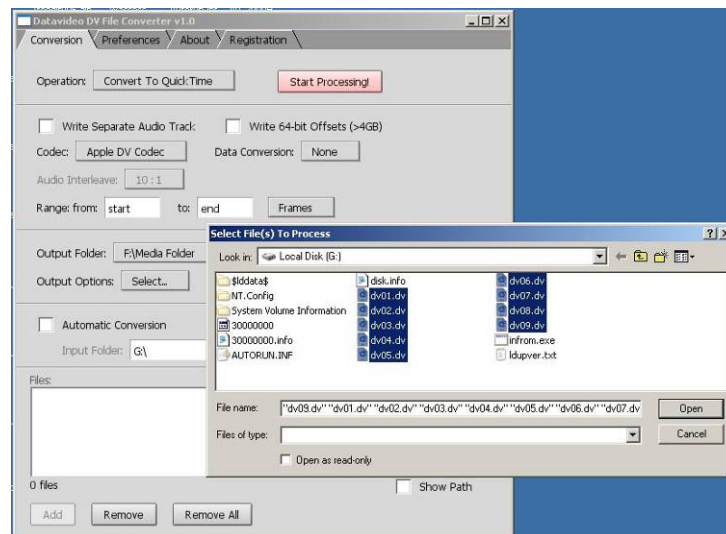 Datavideo DV File Converter v1.0
Conversion Preferences About Registration
Operation: Convert To QuickTime Start Processing!
Write Separate Audio Track Write 64-bit Offsets (>4GB)
Codec: Apple DV Codec Data Conversion: None
Audio Interleave: 10:1
Range: from: start to: end Frames
Output Folder: F:\Media Folder
Output Options: Select...
Automatic Conversion
Input Folder: G:\
Files:
0 files
Show Path
Add Remove Remove All
Select File(s) To Process
Look in: Local Disk (G:)
$lddata$ disk.info dv06.dv
NT.Config dv01.dv dv07.dv
System Volume Information dv02.dv dv08.dv
30000000 dv03.dv dv09.dv
30000000.info dv04.dv infrom.exe
AUTORUN.INF dv05.dv ldupver.txt
File name: "dv09.dv" "dv01.dv" "dv02.dv" "dv03.dv" "dv04.dv" "dv05.dv" "dv06.dv" "dv07.dv Open
Files of type: Cancel
Open as read-only